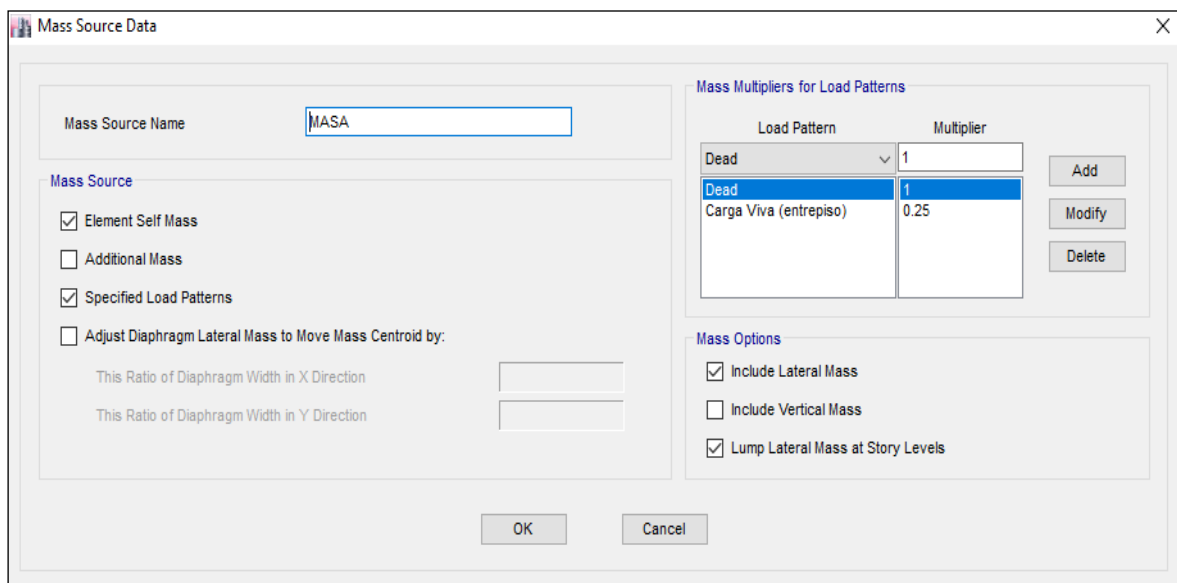 Mass Source Data
Mass Source Name
MASA
Mass Source
Element Self Mass
Additional Mass
Specified Load Patterns
Adjust Diaphragm Lateral Mass to Move Mass Centroid by:
This Ratio of Diaphragm Width in X Direction
This Ratio of Diaphragm Width in Y Direction
Mass Multipliers for Load Patterns
Load Pattern Multiplier
Dead 1
Dead 1
Carga Viva (entrepiso) 0.25
Add
Modify
Delete
Mass Options
Include Lateral Mass
Include Vertical Mass
Lump Lateral Mass at Story Levels
OK Cancel